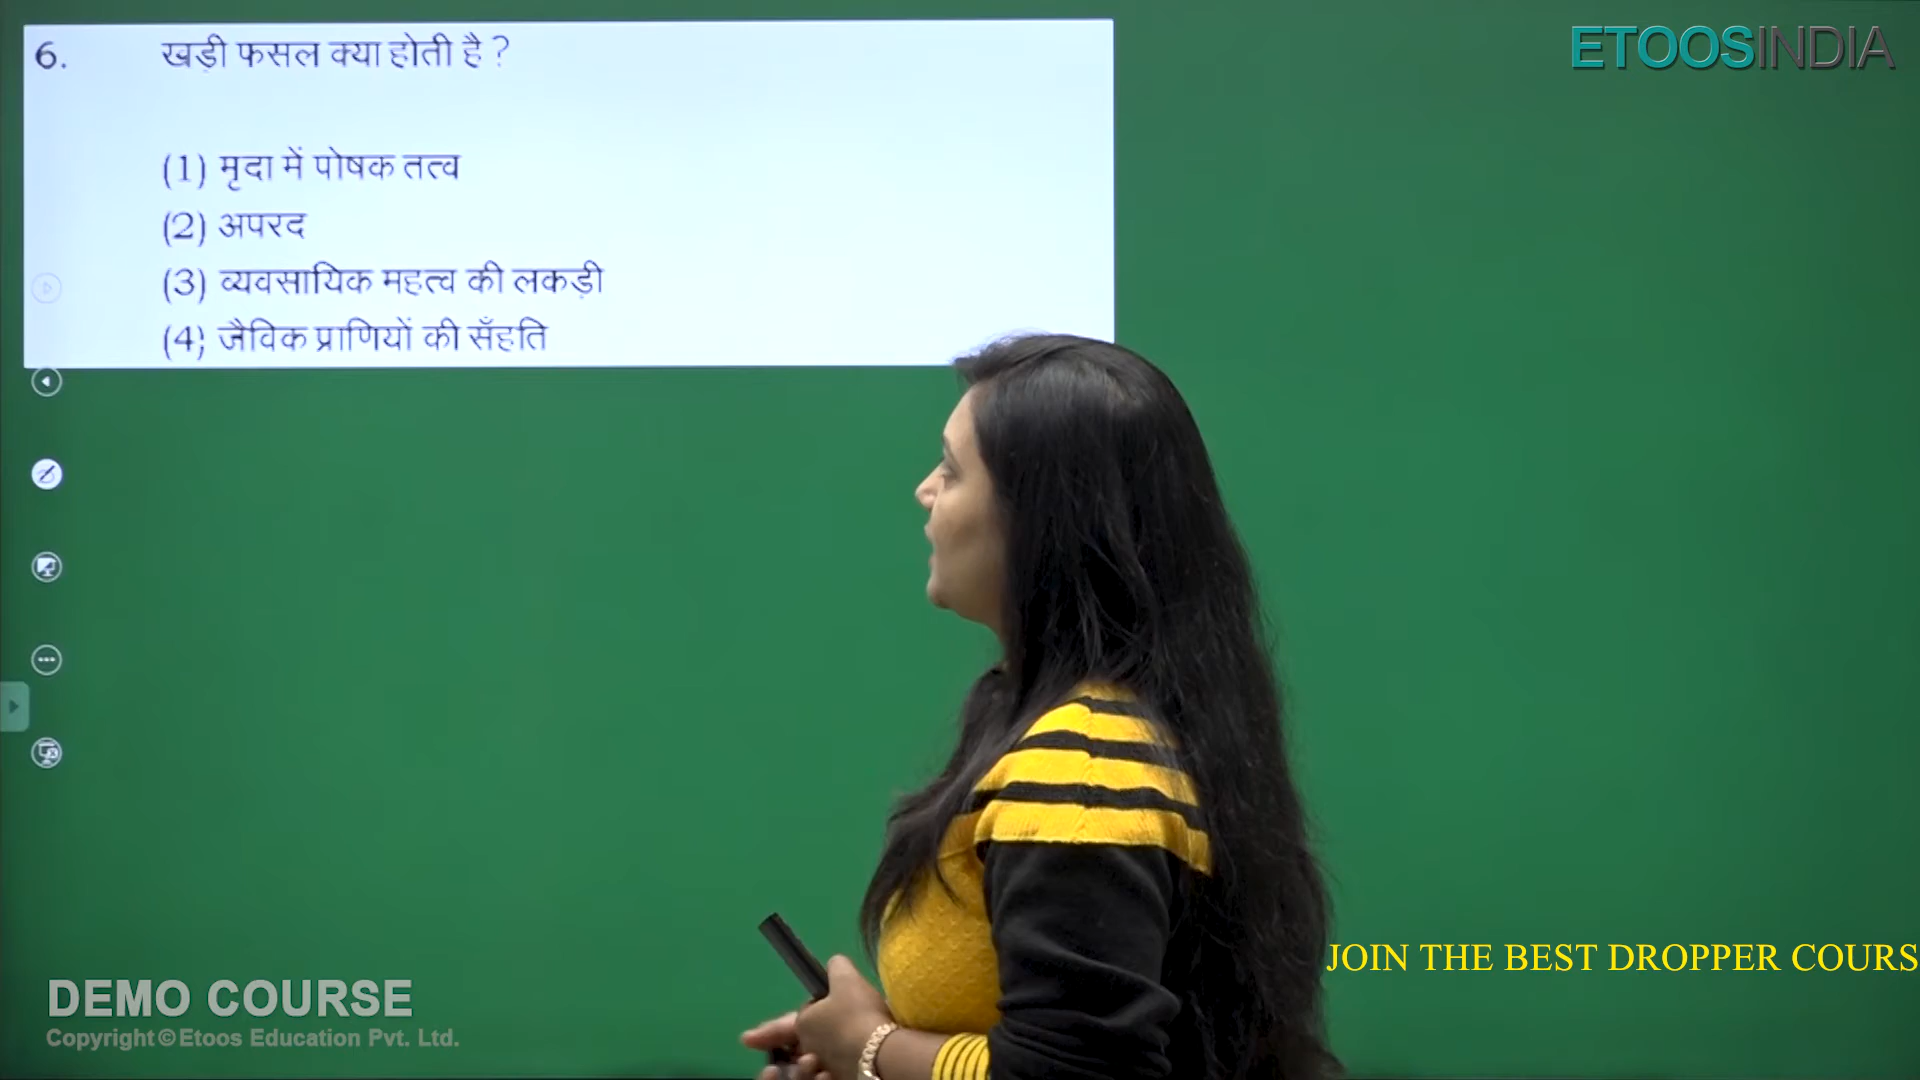 ETOOSINDIA
6. खड़ी फसल क्या होती है ?
(1) मृदा में पोषक तत्व
(2) अपरद
(3) व्यवसायिक महत्व की लकड़ी
(4) जैविक प्राणियों की सँहति
JOIN THE BEST DROPPER COURS
DEMO COURSE
Copyright © Etoos Education Pvt. Ltd.